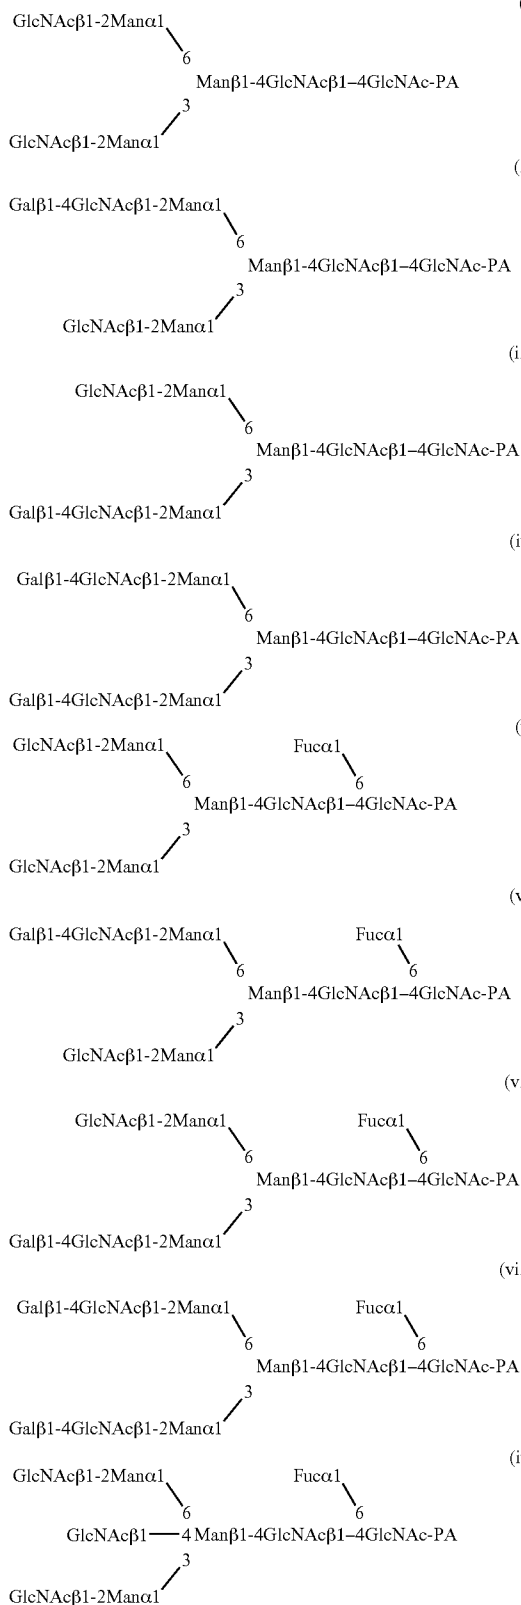 GlcNAcβ1-2Manα1
6
Manβ1-4GlcNAcβ1–4GlcNAc-PA
3
GlcNAcβ1-2Manα1
(
Galβ1-4GlcNAcβ1-2Manα1
6
Manβ1-4GlcNAcβ1–4GlcNAc-PA
3
GlcNAcβ1-2Manα1
(i
GlcNAcβ1-2Manα1
6
Manβ1-4GlcNAcβ1–4GlcNAc-PA
3
Galβ1-4GlcNAcβ1-2Manα1
(i
Galβ1-4GlcNAcβ1-2Manα1
6
Manβ1-4GlcNAcβ1–4GlcNAc-PA
3
Galβ1-4GlcNAcβ1-2Manα1
(
GlcNAcβ1-2Manα1 Fucα1
6 6
Manβ1-4GlcNAcβ1–4GlcNAc-PA
3
GlcNAcβ1-2Manα1
(v
Galβ1-4GlcNAcβ1-2Manα1 Fucα1
6 6
Manβ1-4GlcNAcβ1–4GlcNAc-PA
3
GlcNAcβ1-2Manα1
(v
GlcNAcβ1-2Manα1 Fucα1
6 6
Manβ1-4GlcNAcβ1–4GlcNAc-PA
3
Galβ1-4GlcNAcβ1-2Manα1
(vi
Galβ1-4GlcNAcβ1-2Manα1 Fucα1
6 6
Manβ1-4GlcNAcβ1–4GlcNAc-PA
3
Galβ1-4GlcNAcβ1-2Manα1
(i
GlcNAcβ1-2Manα1 Fucα1
6 6
GlcNAcβ1 4 Manβ1-4GlcNAcβ1–4GlcNAc-PA
3
GlcNAcβ1-2Manα1